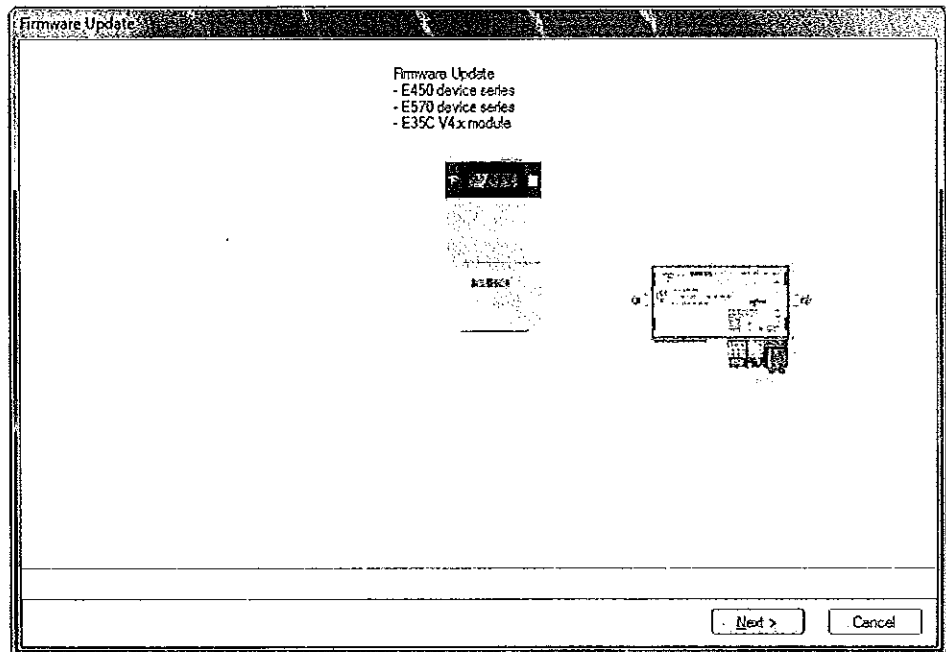 Firmware Update
Firmware Update
- E450 device series
- E570 device series
- E35C V4.x module
Next >
Cancel